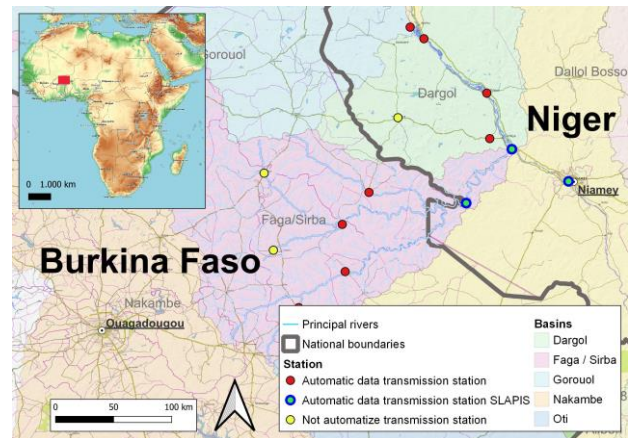 Gorouol
Dallol Bosso
Dargol
Niger
Niamey
0 1.000 km
Faga/Sirba
Burkina Faso
Nakambe
Ouagadougou
0 50 100 km
Principal rivers
National boundaries
Station
Automatic data transmission station
Automatic data transmission station SLAPIS
Not automatize transmission station
Basins
Dargol
Faga / Sirba
Gorouol
Nakambe
Oti